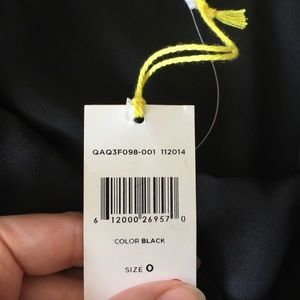 QAQ3F098-001 112014
6 12000 26957 0
COLOR BLACK
SIZE 0